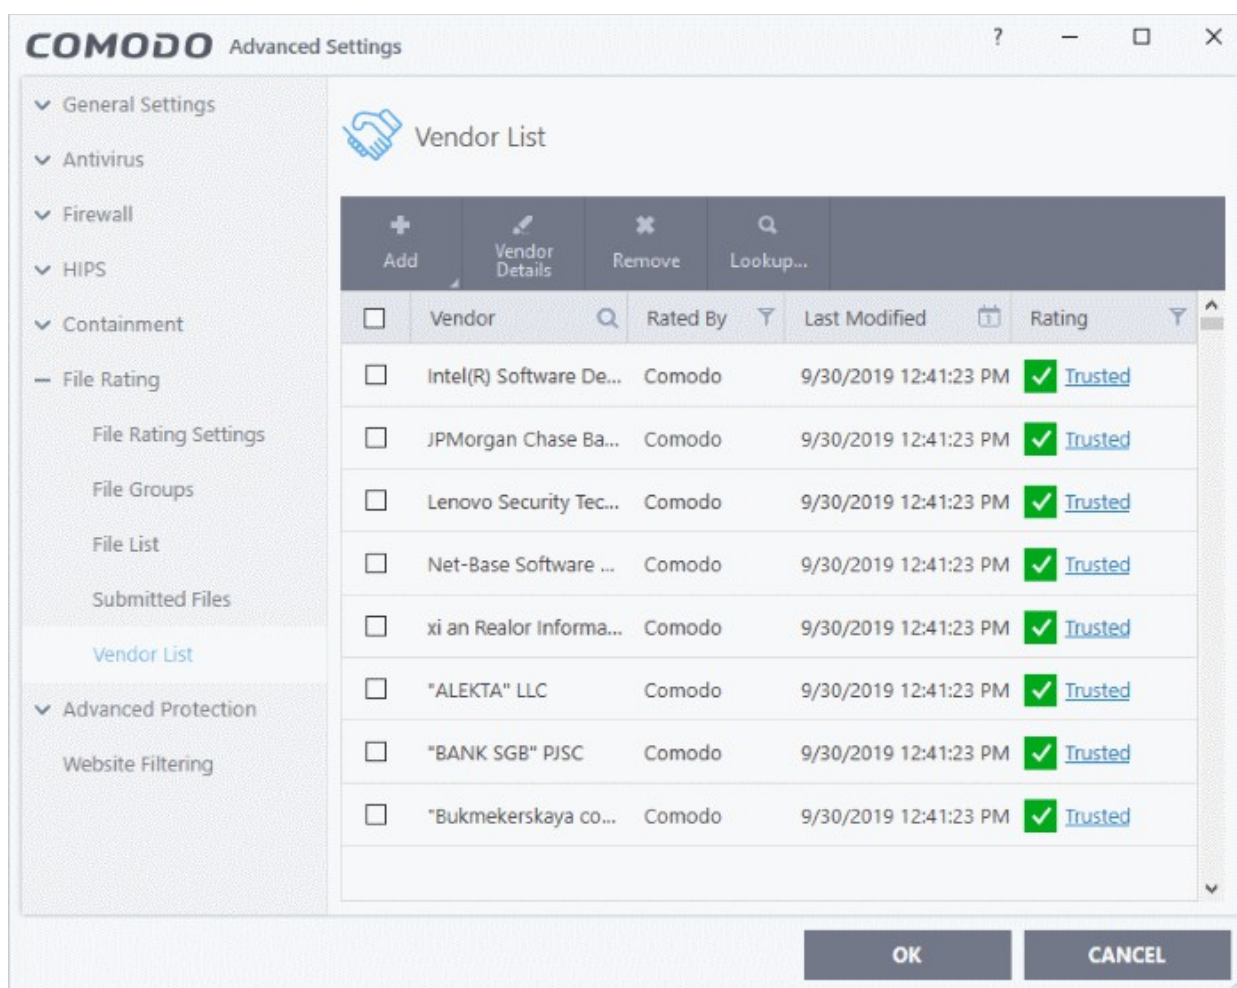 COMODO Advanced Settings ?
General Settings
Antivirus
Firewall
HIPS
Containment
File Rating
File Rating Settings
File Groups
File List
Submitted Files
Vendor List
Advanced Protection
Website Filtering
Vendor List
Add
Vendor
Details
Remove
Lookup...
Vendor Rated By Last Modified 1 Rating
Intel(R) Software De... Comodo 9/30/2019 12:41:23 PM Trusted
JPMorgan Chase Ba... Comodo 9/30/2019 12:41:23 PM Trusted
Lenovo Security Tec... Comodo 9/30/2019 12:41:23 PM Trusted
Net-Base Software ... Comodo 9/30/2019 12:41:23 PM Trusted
xi an Realor Informa... Comodo 9/30/2019 12:41:23 PM Trusted
"ALEKTA" LLC Comodo 9/30/2019 12:41:23 PM Trusted
"BANK SGB" PJSC Comodo 9/30/2019 12:41:23 PM Trusted
"Bukmekerskaya co... Comodo 9/30/2019 12:41:23 PM Trusted
OK CANCEL